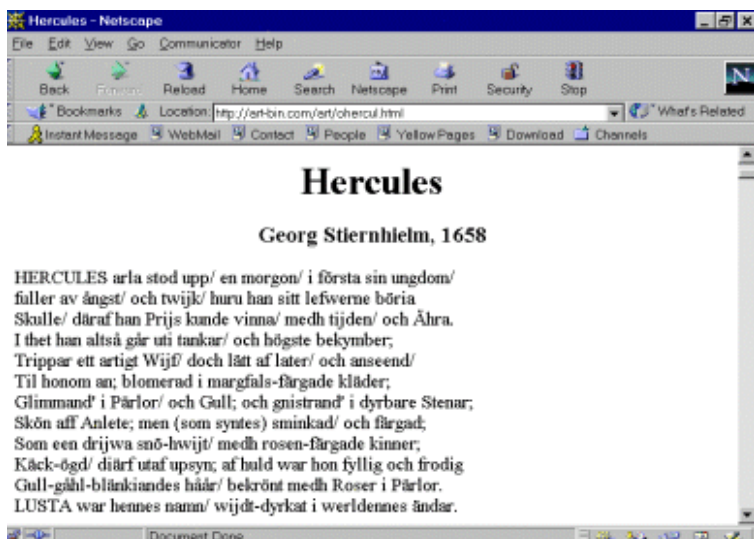 Hercules - Netscape
File Edit View Go Communicator Help
Back Forward Reload Home Search Netscape Print Security Stop
Bookmarks Location: http://art-bin.com/art/ohercul.html What's Related
Instant Message WebMail Contact People Yellow Pages Download Channels
Hercules
Georg Stiernhielm, 1658
HERCULES arla stod upp/ en morgon/ i första sin ungdom/
fuller av ångst/ och twijk/ huru han sitt lefwerne böria
Skulle/ däraf han Prijs kunde vinna/ medh tijden/ och Ähra.
I thet han altså går uti tankar/ och högste bekymber;
Trippar ett artigt Wijf/ doch lätt af later/ och anseend/
Til honom an; blomerad i margfals-färgade kläder;
Glimmand' i Pärlor/ och Gull; och gnistrand' i dyrbare Stenar;
Skön aff Anlete; men (som syntes) sminkad/ och färgad;
Som een drijwa snö-hwijt/ medh rosen-färgade kinner;
Käck-ögd/ diärf utaf upsyn; af huld war hon fyllig och frodig
Gull-gåhl-blänkiandes håår/ bekrönt medh Roser i Pärlor.
LUSTA war hennes namn/ wijdt-dyrkat i werldennes ändar.
Document Done